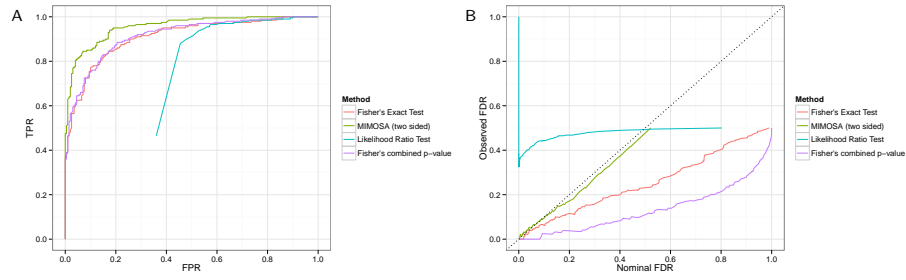 A
1.0
0.8
0.6
0.4
0.2
0.0
TPR
0.0 0.2 0.4 0.6 0.8 1.0
FPR
Method
Fisher's Exact Test
MIMOSA (two sided)
Likelihood Ratio Test
Fisher's combined p−value
B
1.0
0.8
0.6
0.4
0.2
0.0
Observed FDR
0.0 0.2 0.4 0.6 0.8 1.0
Nominal FDR
Method
Fisher's Exact Test
MIMOSA (two sided)
Likelihood Ratio Test
Fisher's combined p−value